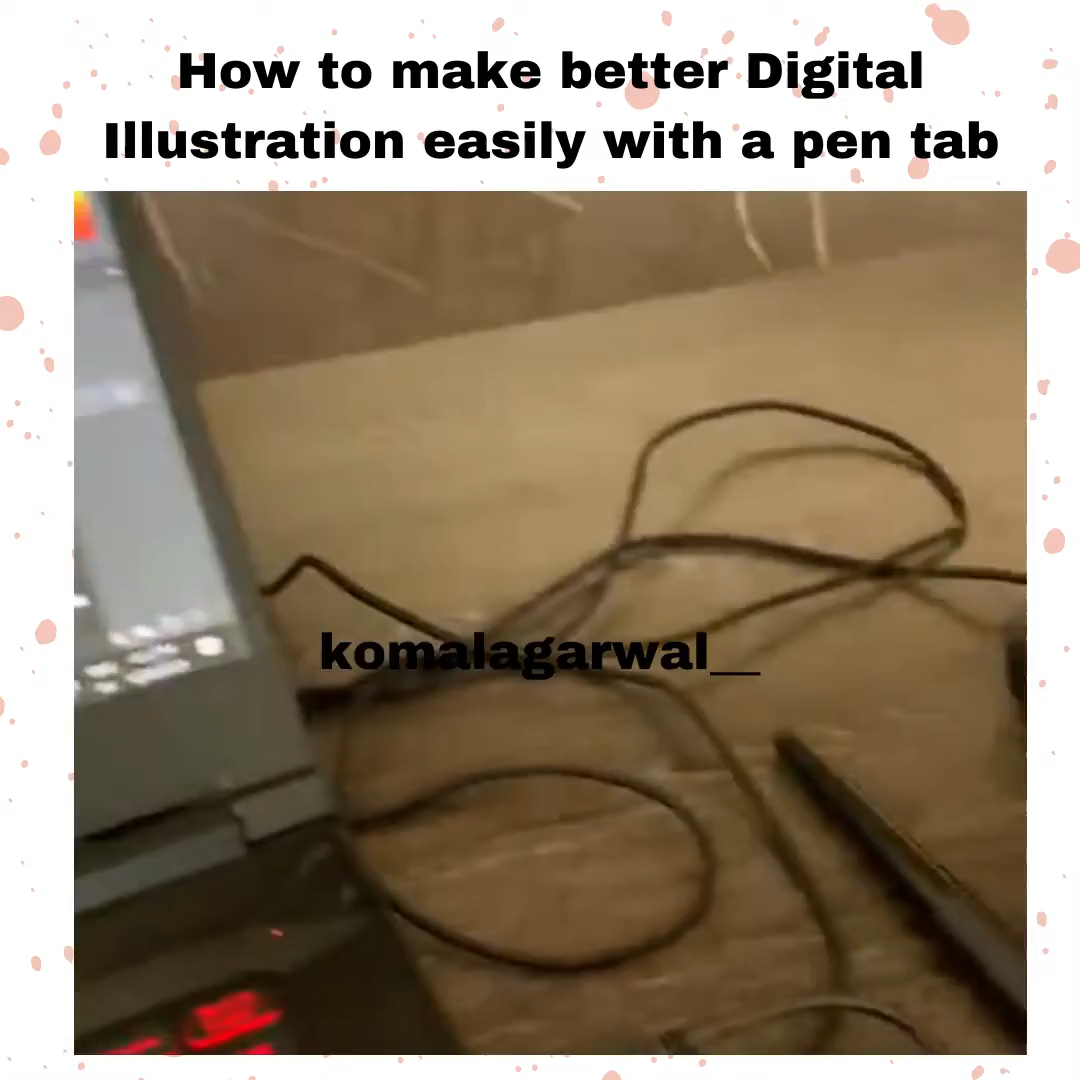 How to make better Digital
Illustration easily with a pen tab
komalagarwal__